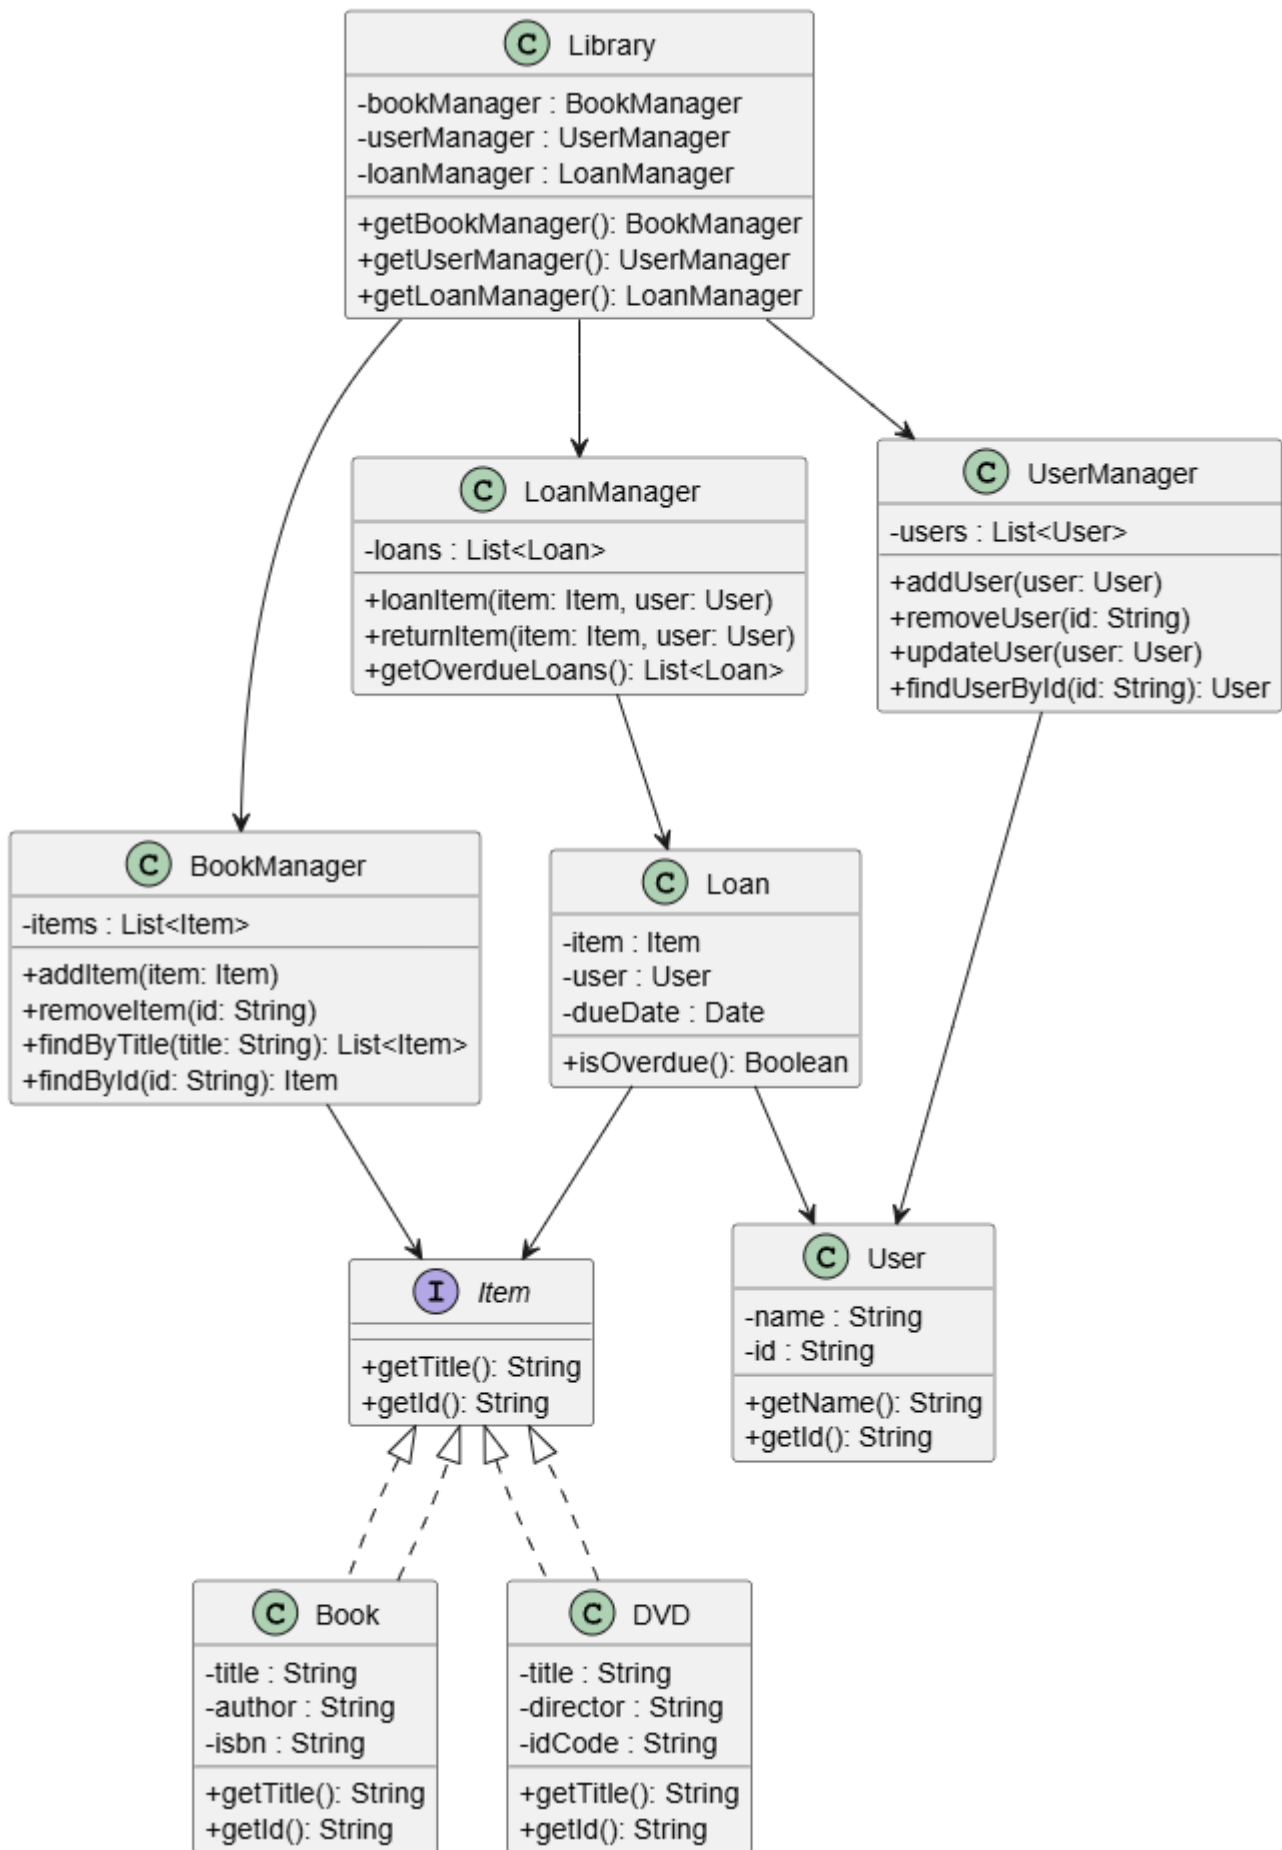 C Library
-bookManager : BookManager
-userManager : UserManager
-loanManager : LoanManager
+getBookManager(): BookManager
+getUserManager(): UserManager
+getLoanManager(): LoanManager
C LoanManager
-loans : List<Loan>
+loanItem(item: Item, user: User)
+returnItem(item: Item, user: User)
+getOverdueLoans(): List<Loan>
C UserManager
-users : List<User>
+addUser(user: User)
+removeUser(id: String)
+updateUser(user: User)
+findUserById(id: String): User
C BookManager
-items : List<Item>
+addItem(item: Item)
+removeItem(id: String)
+findByTitle(title: String): List<Item>
+findById(id: String): Item
C Loan
-item : Item
-user : User
-dueDate : Date
+isOverdue(): Boolean
I Item
+getTitle(): String
+getId(): String
C User
-name : String
-id : String
+getName(): String
+getId(): String
C Book
-title : String
-author : String
-isbn : String
+getTitle(): String
+getId(): String
C DVD
-title : String
-director : String
-idCode : String
+getTitle(): String
+getId(): String